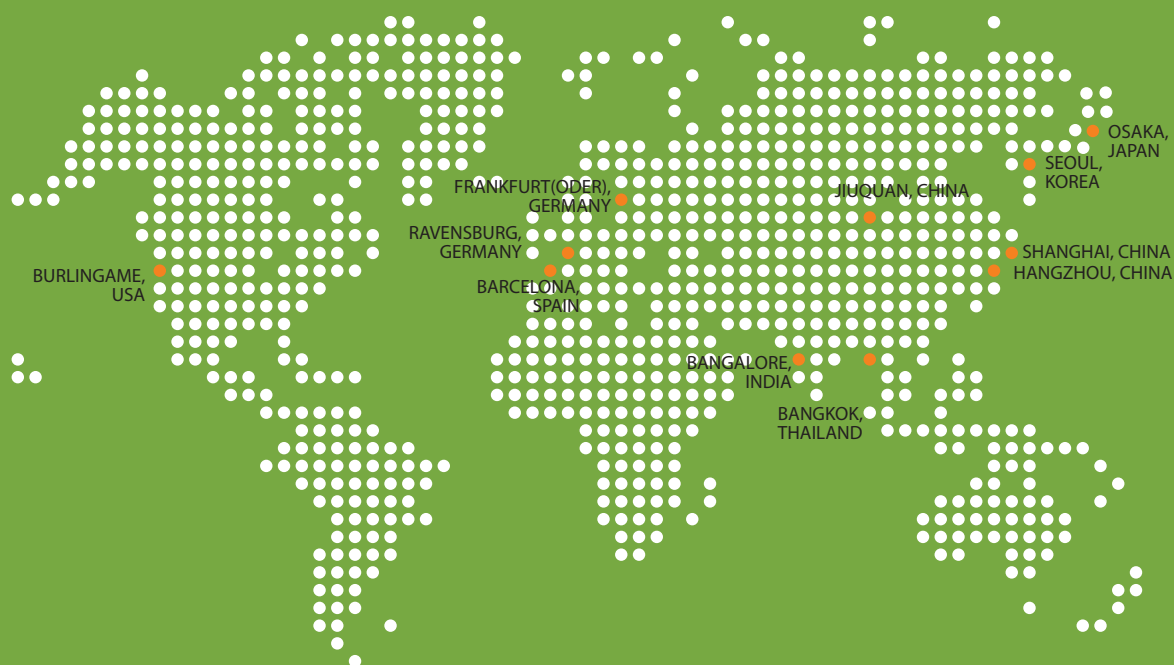 OSAKA,
JAPAN
SEOUL,
KOREA
FRANKFURT(ODER),
GERMANY
JIUQUAN, CHINA
RAVENSBURG,
GERMANY
SHANGHAI, CHINA
HANGZHOU, CHINA
BURLINGAME,
USA
BARCELONA,
SPAIN
BANGALORE,
INDIA
BANGKOK,
THAILAND